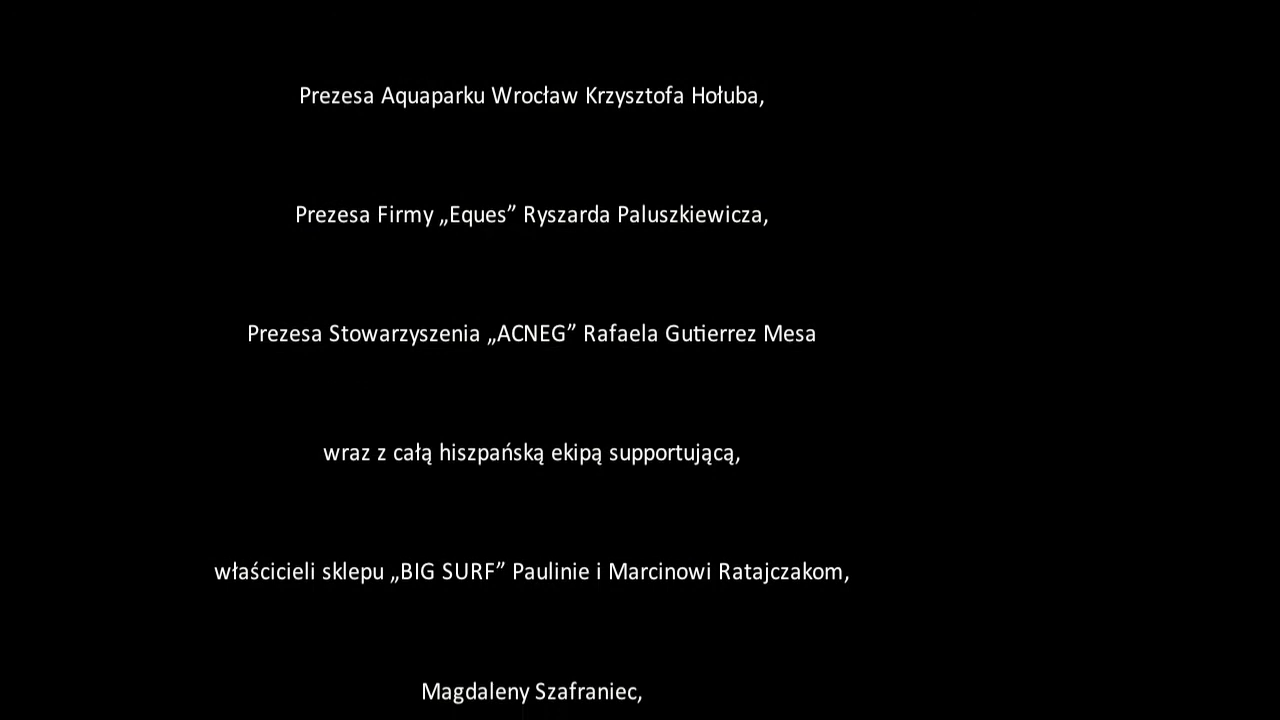 Prezesa Aquaparku Wrocław Krzysztofa Hołuba,
Prezesa Firmy „Eques” Ryszarda Paluszkiewicza,
Prezesa Stowarzyszenia „ACNEG” Rafaela Gutierrez Mesa
wraz z całą hiszpańską ekipą supportującą,
właścicieli sklepu „BIG SURF” Paulinie i Marcinowi Ratajczakom,
Magdaleny Szafraniec,